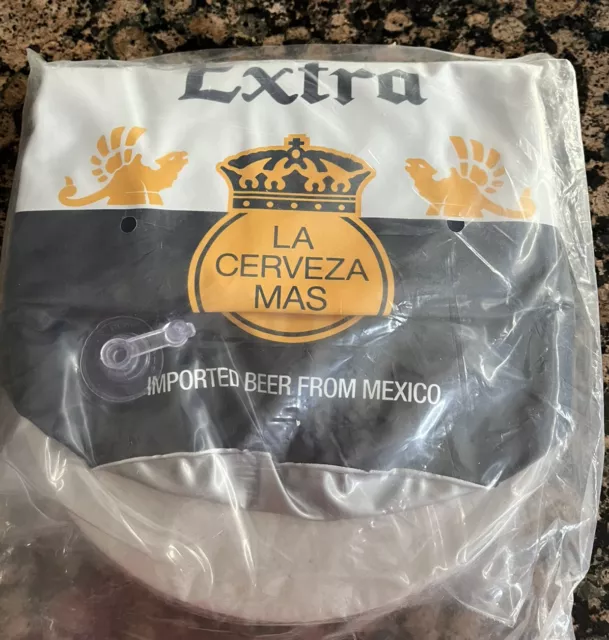 Extra
LA
CERVEZA
MAS
IMPORTED BEER FROM MEXICO